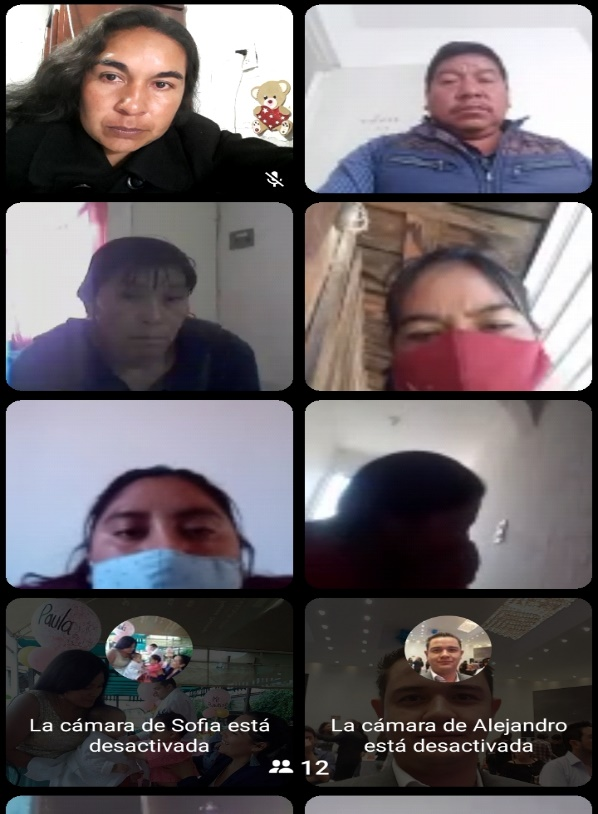 Paula
La cámara de Sofia está
desactivada
La cámara de Alejandro
está desactivada
12